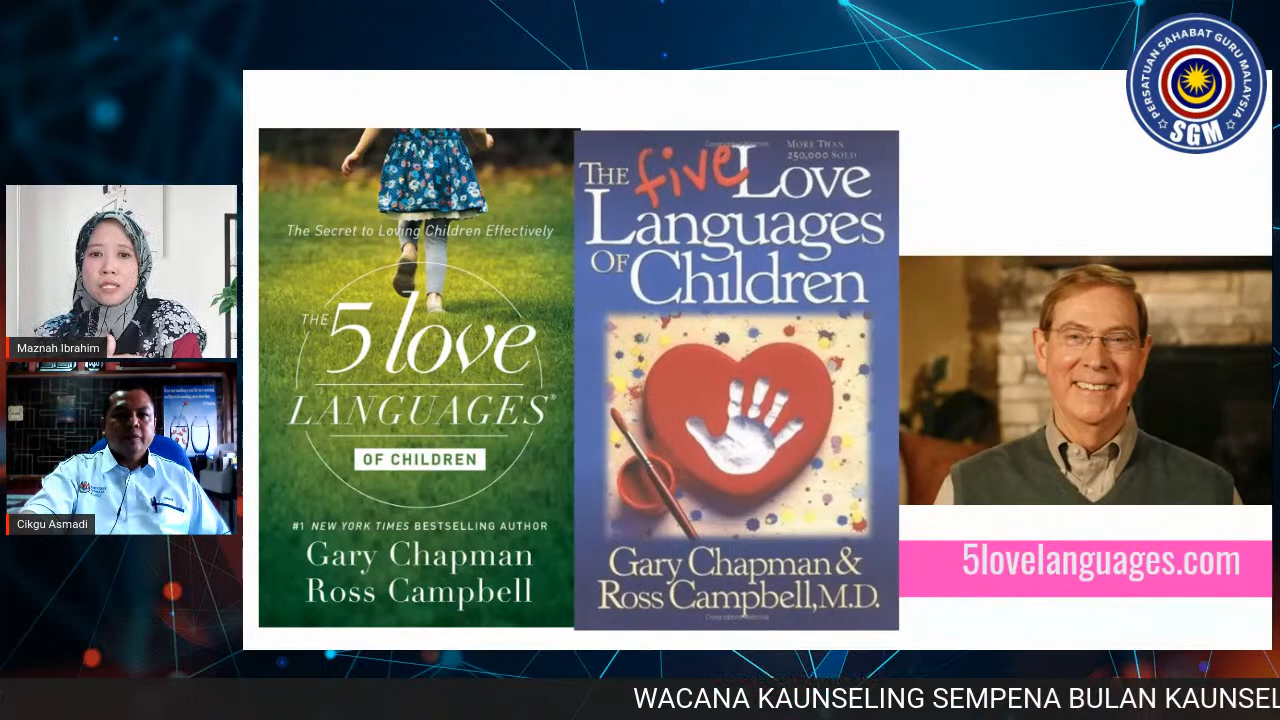 PERSATUAN SAHABAT GURU MALAYSIA
SGM
Maznah Ibrahim
Cikgu Asmadi
The Secret to Loving Children Effectively
THE
5 love
LANGUAGES®
OF CHILDREN
#1 NEW YORK TIMES BESTSELLING AUTHOR
Gary Chapman
Ross Campbell
MORE THAN
250,000 SOLD
THE five Love
Languages
OF Children
Gary Chapman &
Ross Campbell, M.D.
5lovelanguages.com
WACANA KAUNSELING SEMPENA BULAN KAUNSEL